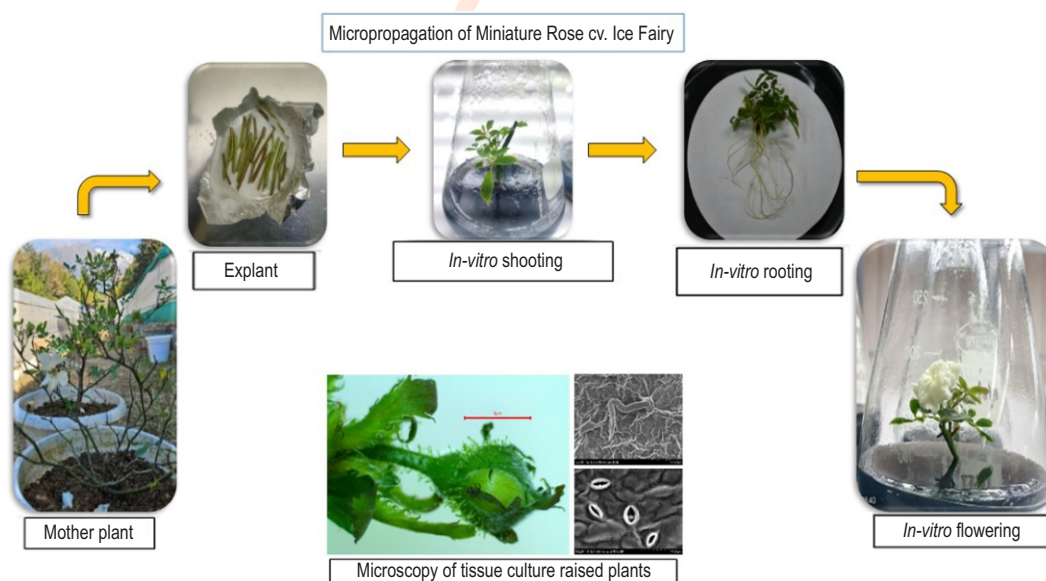 Micropropagation of Miniature Rose cv. Ice Fairy
Explant
In-vitro shooting
In-vitro rooting
Mother plant
In-vitro flowering
Microscopy of tissue culture raised plants